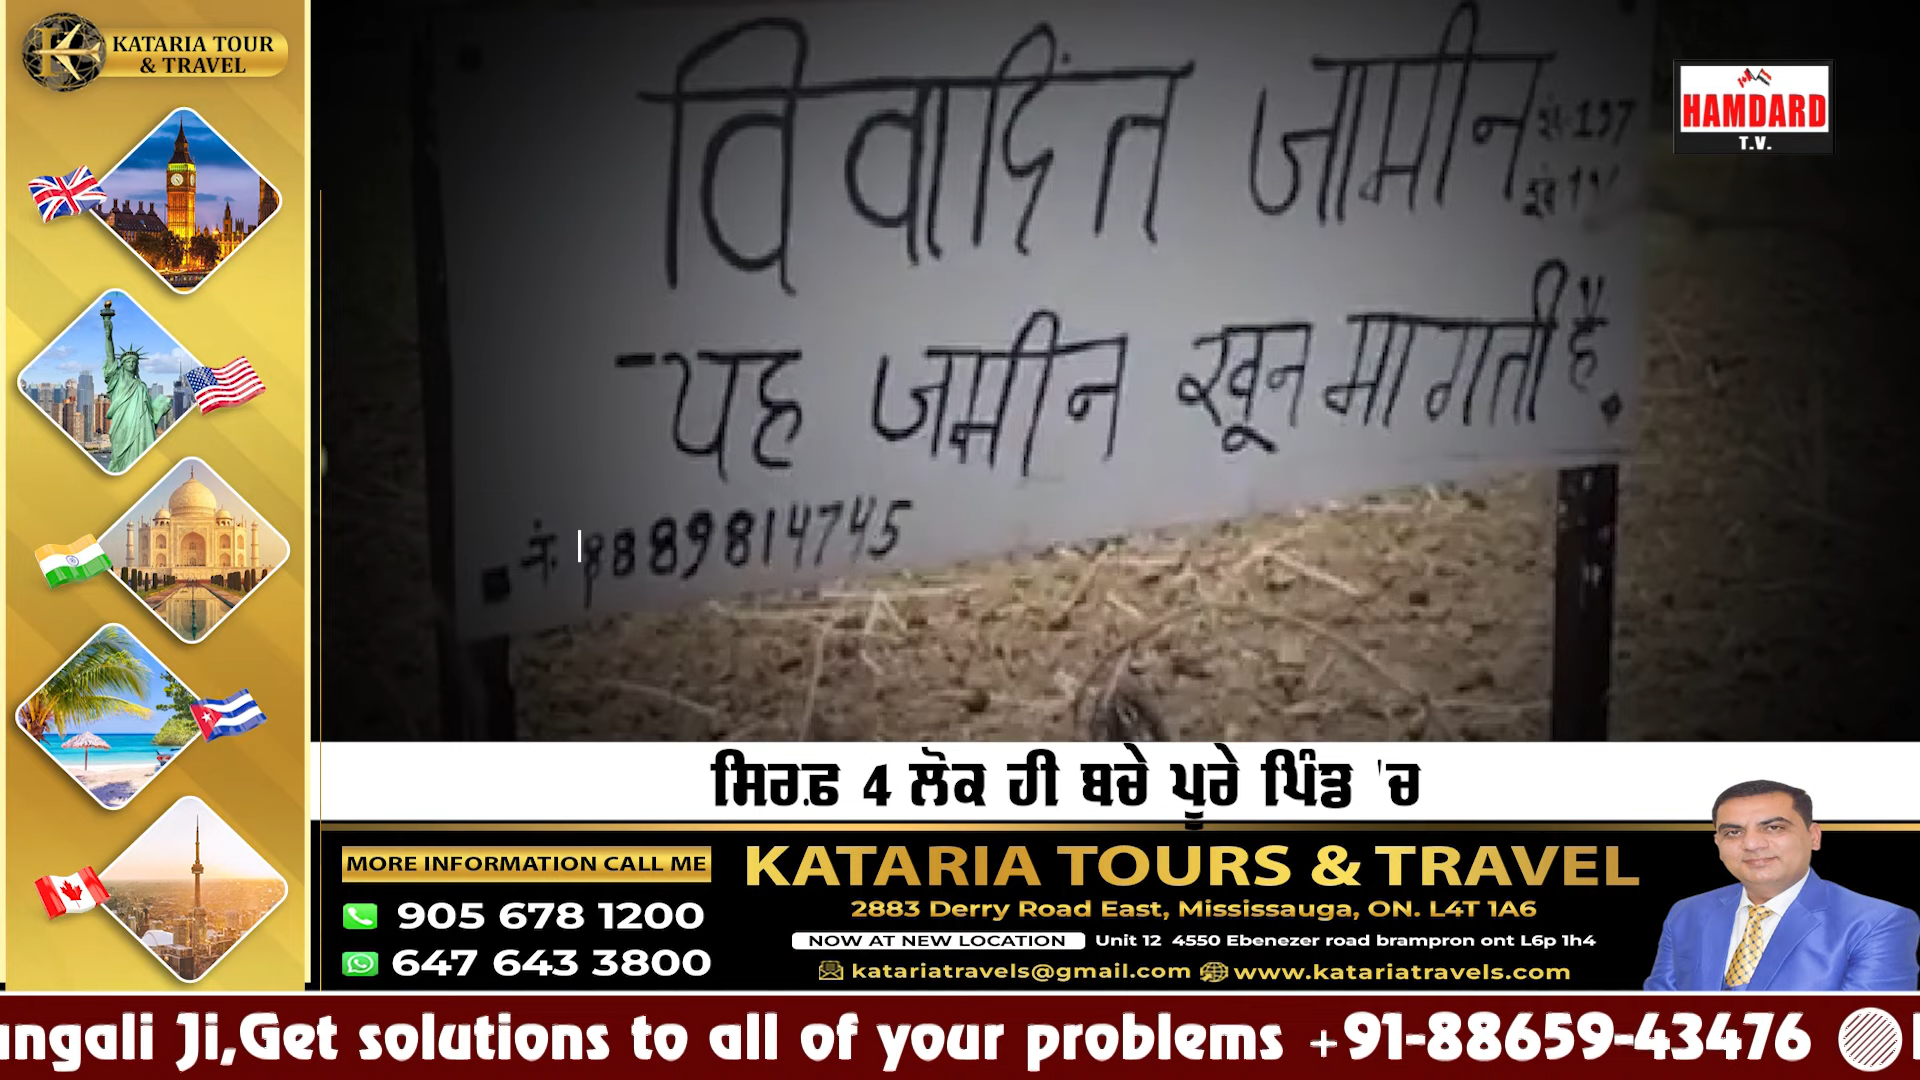 KATARIA TOUR
& TRAVEL
विवादित जामीन
यह जमीन खून मागती है.
नं. 8889814745
HAMDARD
T.V.
ਸਿਰਫ਼ 4 ਲੋਕ ਹੀ ਬਚੇ ਪੂਰੇ ਪਿੰਡ 'ਚ
MORE INFORMATION CALL ME
905 678 1200
647 643 3800
KATARIA TOURS & TRAVEL
2883 Derry Road East, Mississauga, ON. L4T 1A6
NOW AT NEW LOCATION Unit 12 4550 Ebenezer road brampron ont L6p 1h4
katariatravels@gmail.com www.katariatravels.com
ungali Ji,Get solutions to all of your problems +91-88659-43476